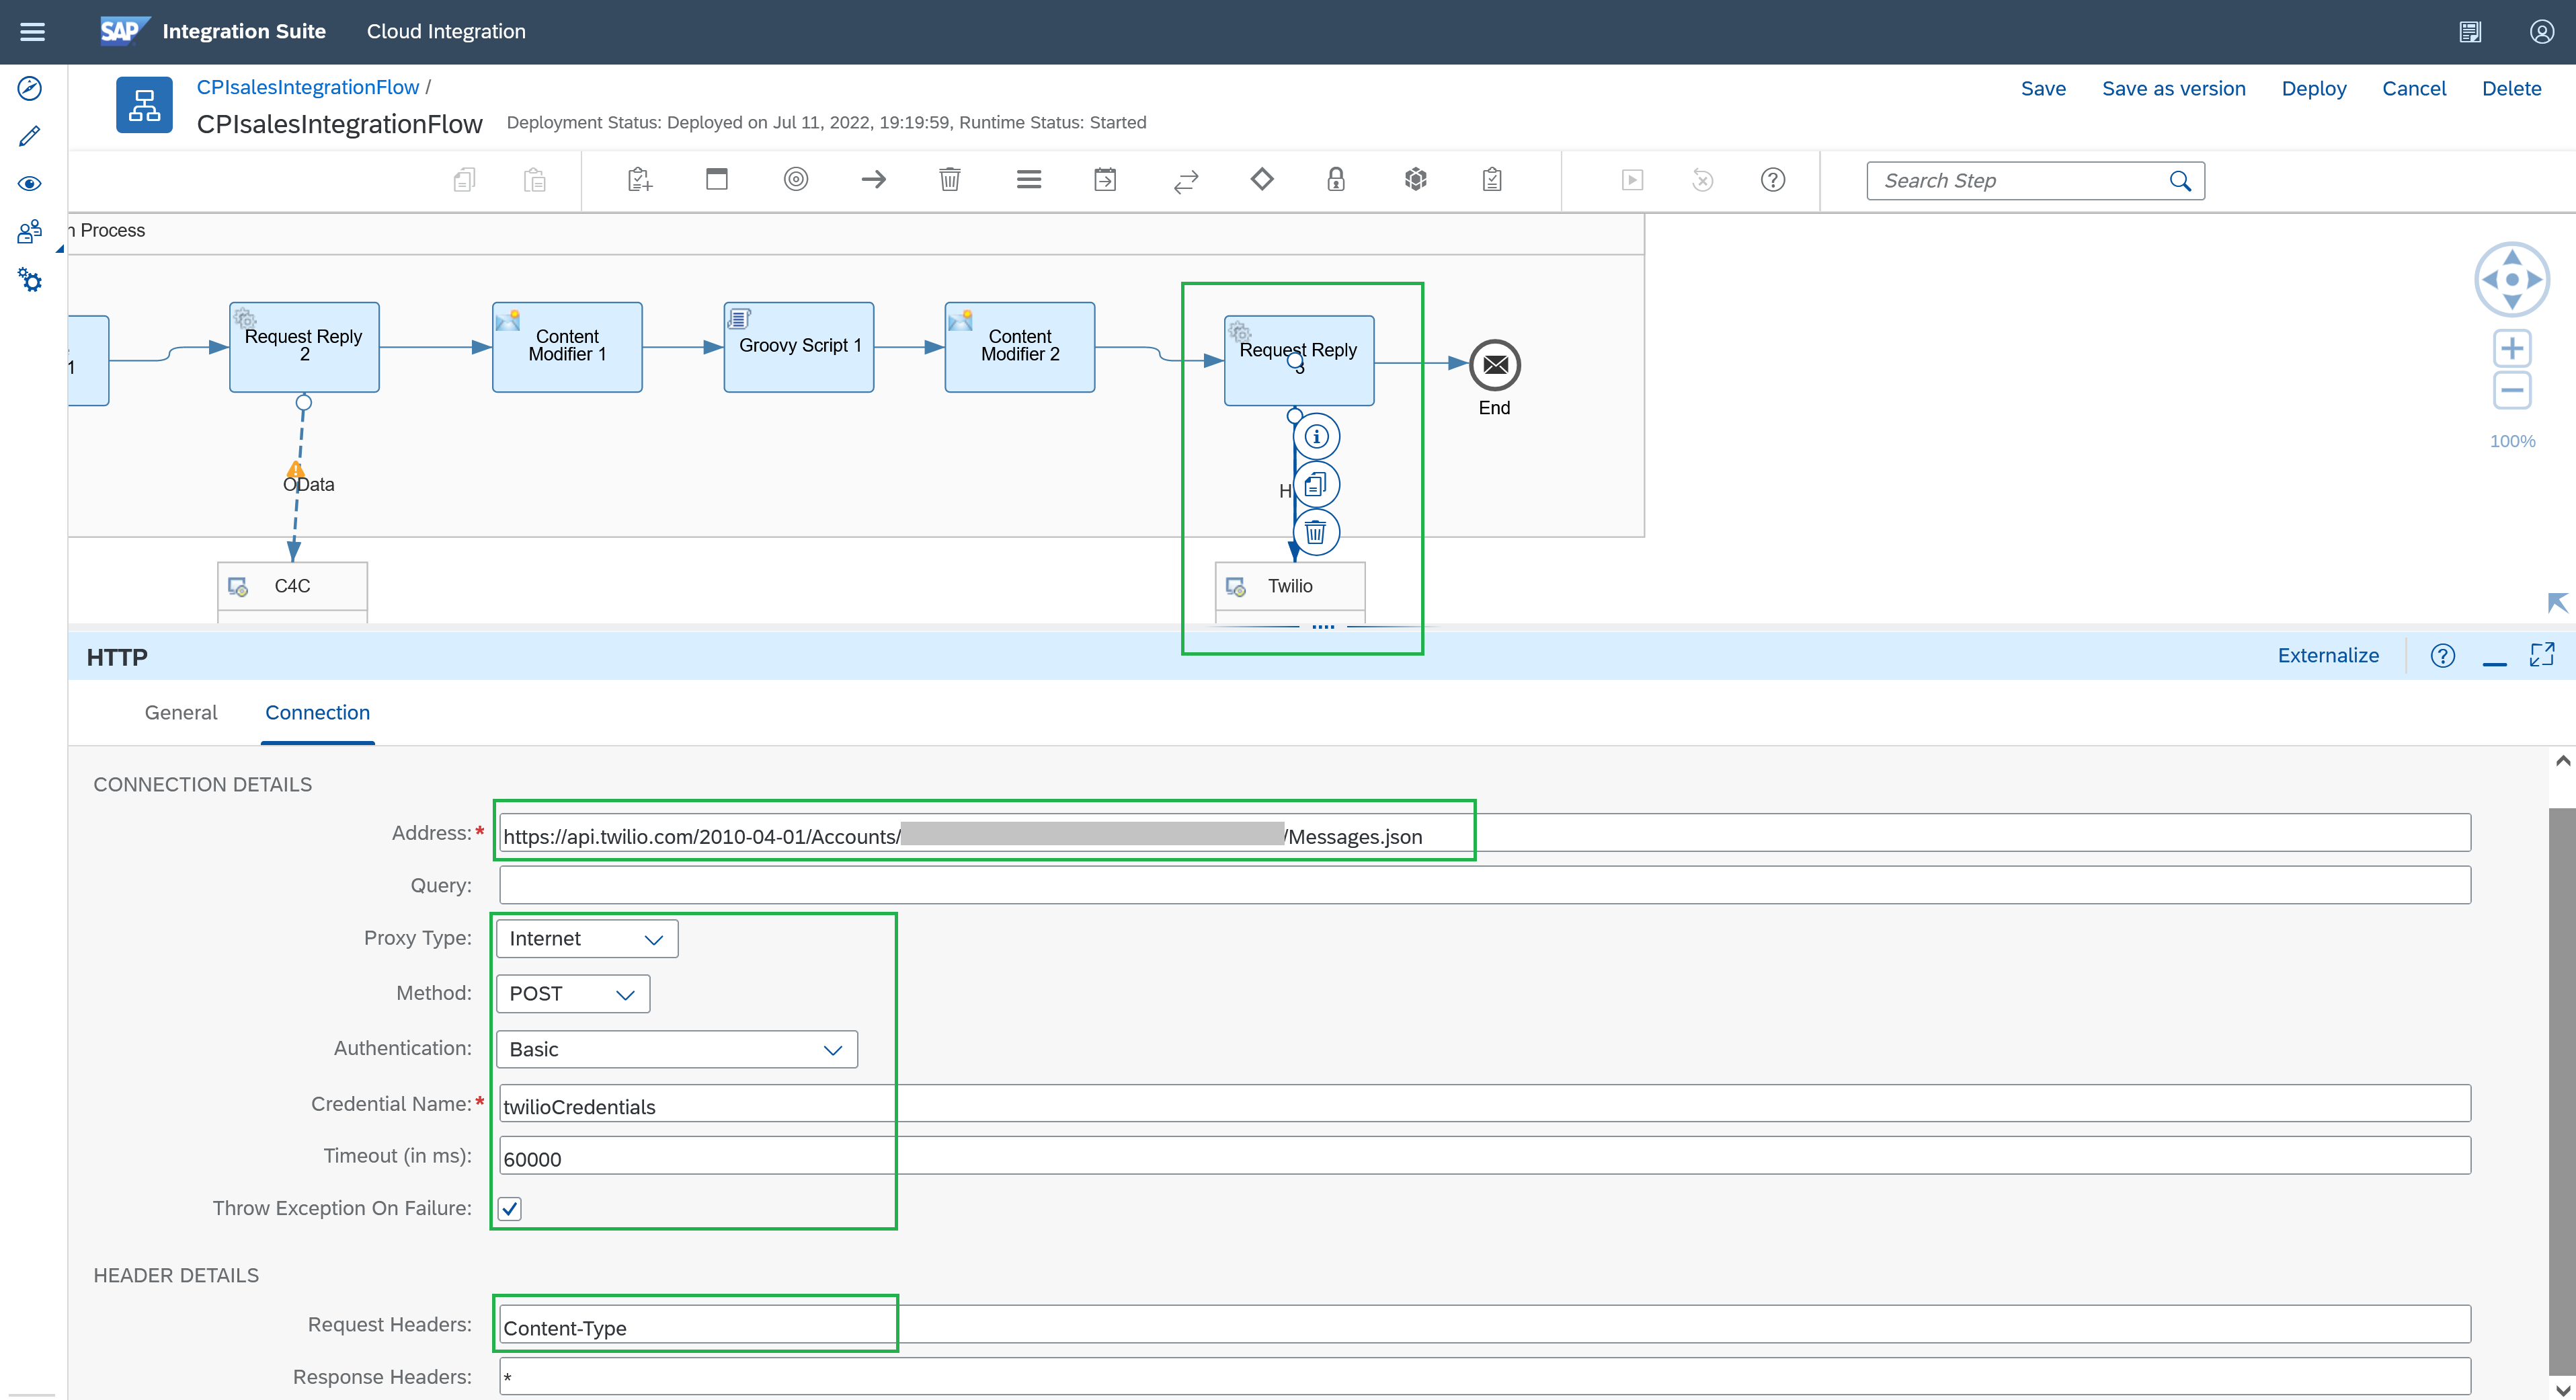 SAP Integration Suite Cloud Integration
CPIsalesIntegrationFlow /
CPIsalesIntegrationFlow Deployment Status: Deployed on Jul 11, 2022, 19:19:59, Runtime Status: Started
Save Save as version Deploy Cancel Delete
Search Step
n Process
1
Request Reply
2
Content
Modifier 1
Groovy Script 1
Content
Modifier 2
Request Reply
3
End
100%
OData
H
C4C
Twilio
HTTP
Externalize
General Connection
CONNECTION DETAILS
Address:* https://api.twilio.com/2010-04-01/Accounts/ /Messages.json
Query:
Proxy Type: Internet
Method: POST
Authentication: Basic
Credential Name:* twilioCredentials
Timeout (in ms): 60000
Throw Exception On Failure:
HEADER DETAILS
Request Headers: Content-Type
Response Headers: *